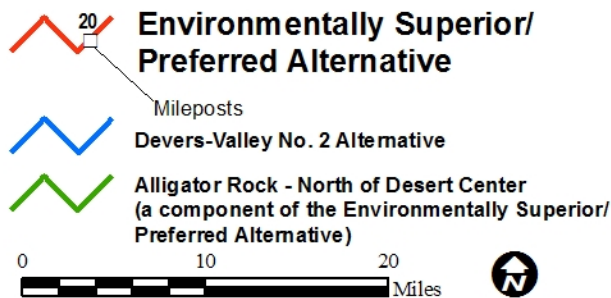 20
Environmentally Superior/
Preferred Alternative
Mileposts
Devers-Valley No. 2 Alternative
Alligator Rock - North of Desert Center
(a component of the Environmentally Superior/
Preferred Alternative)
0 10 20
Miles
N